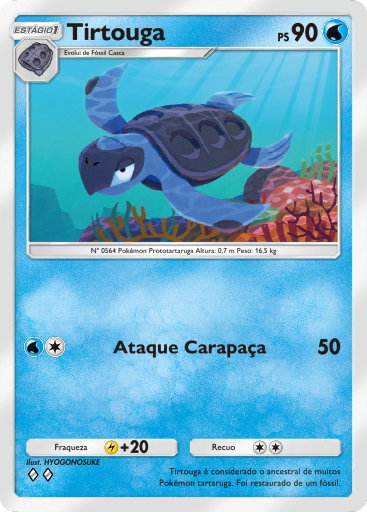 ESTÁGIO 1
Tirtouga
PS 90
Evolui de Fóssil Casca
Nº 0564 Pokémon Prototartaruga Altura: 0,7 m Peso: 16,5 kg
Ataque Carapaça 50
Fraqueza +20
Recuo
Ilust. HYOGONOSUKE
Tirtouga é considerado o ancestral de muitos
Pokémon tartaruga. Foi restaurado de um fóssil.